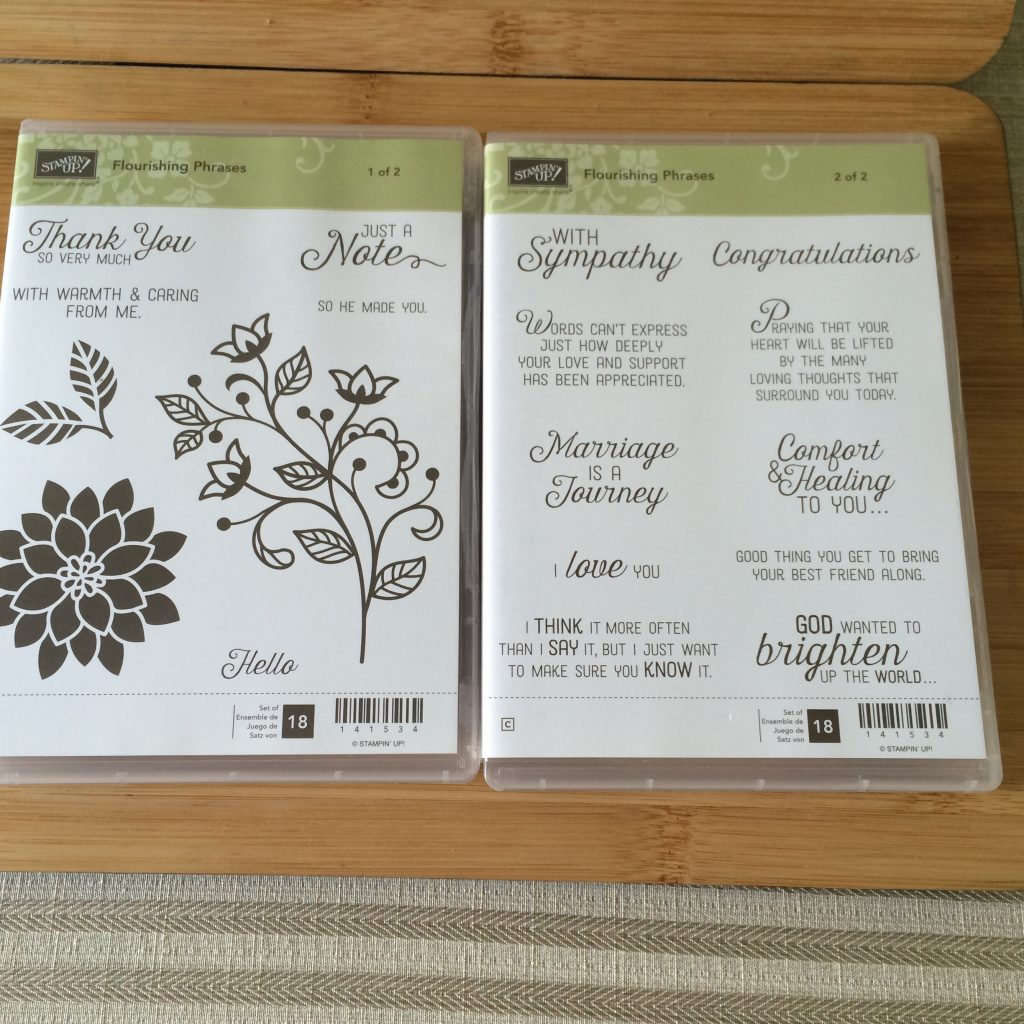 STAMPIN' UP!
inspire.create.share
Flourishing Phrases
1 of 2
Thank You
SO VERY MUCH
JUST A
Note
WITH WARMTH & CARING
FROM ME.
SO HE MADE YOU.
Hello
Set of
Ensemble de
Juego de
Satz von
18
141534
© STAMPIN' UP!
STAMPIN' UP!
inspire.create.share
Flourishing Phrases
2 of 2
WITH
Sympathy
Congratulations
WORDS CAN'T EXPRESS
JUST HOW DEEPLY
YOUR LOVE AND SUPPORT
HAS BEEN APPRECIATED.
PRAYING THAT YOUR
HEART WILL BE LIFTED
BY THE MANY
LOVING THOUGHTS THAT
SURROUND YOU TODAY.
Marriage
IS A
Journey
Comfort
& Healing
TO YOU...
I love YOU
GOOD THING YOU GET TO BRING
YOUR BEST FRIEND ALONG.
I THINK IT MORE OFTEN
THAN I SAY IT, BUT I JUST WANT
TO MAKE SURE YOU KNOW IT.
GOD WANTED TO
brighten
UP THE WORLD...
C
Set of
Ensemble de
Juego de
Satz von
18
141534
© STAMPIN' UP!